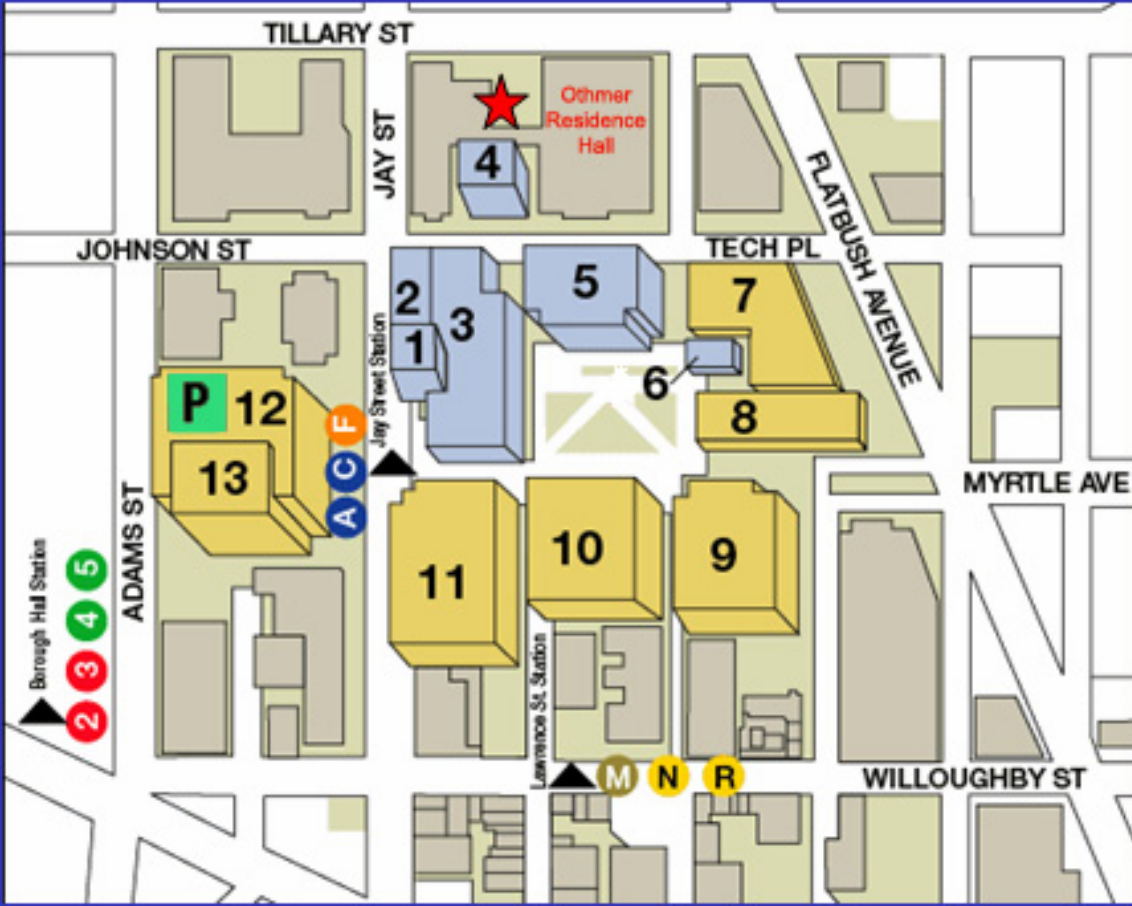 TILLARY ST
JAY ST
Othmer
Residence
Hall
4
FLATBUSH AVENUE
JOHNSON ST
TECH PL
2
3
1
5
7
6
8
Jay Street Station
F
C
A
P
12
13
ADAMS ST
MYRTLE AVE
11
10
9
Borough Hall Station
5
4
3
2
Lawrence St. Station
M
N
R
WILLOUGHBY ST